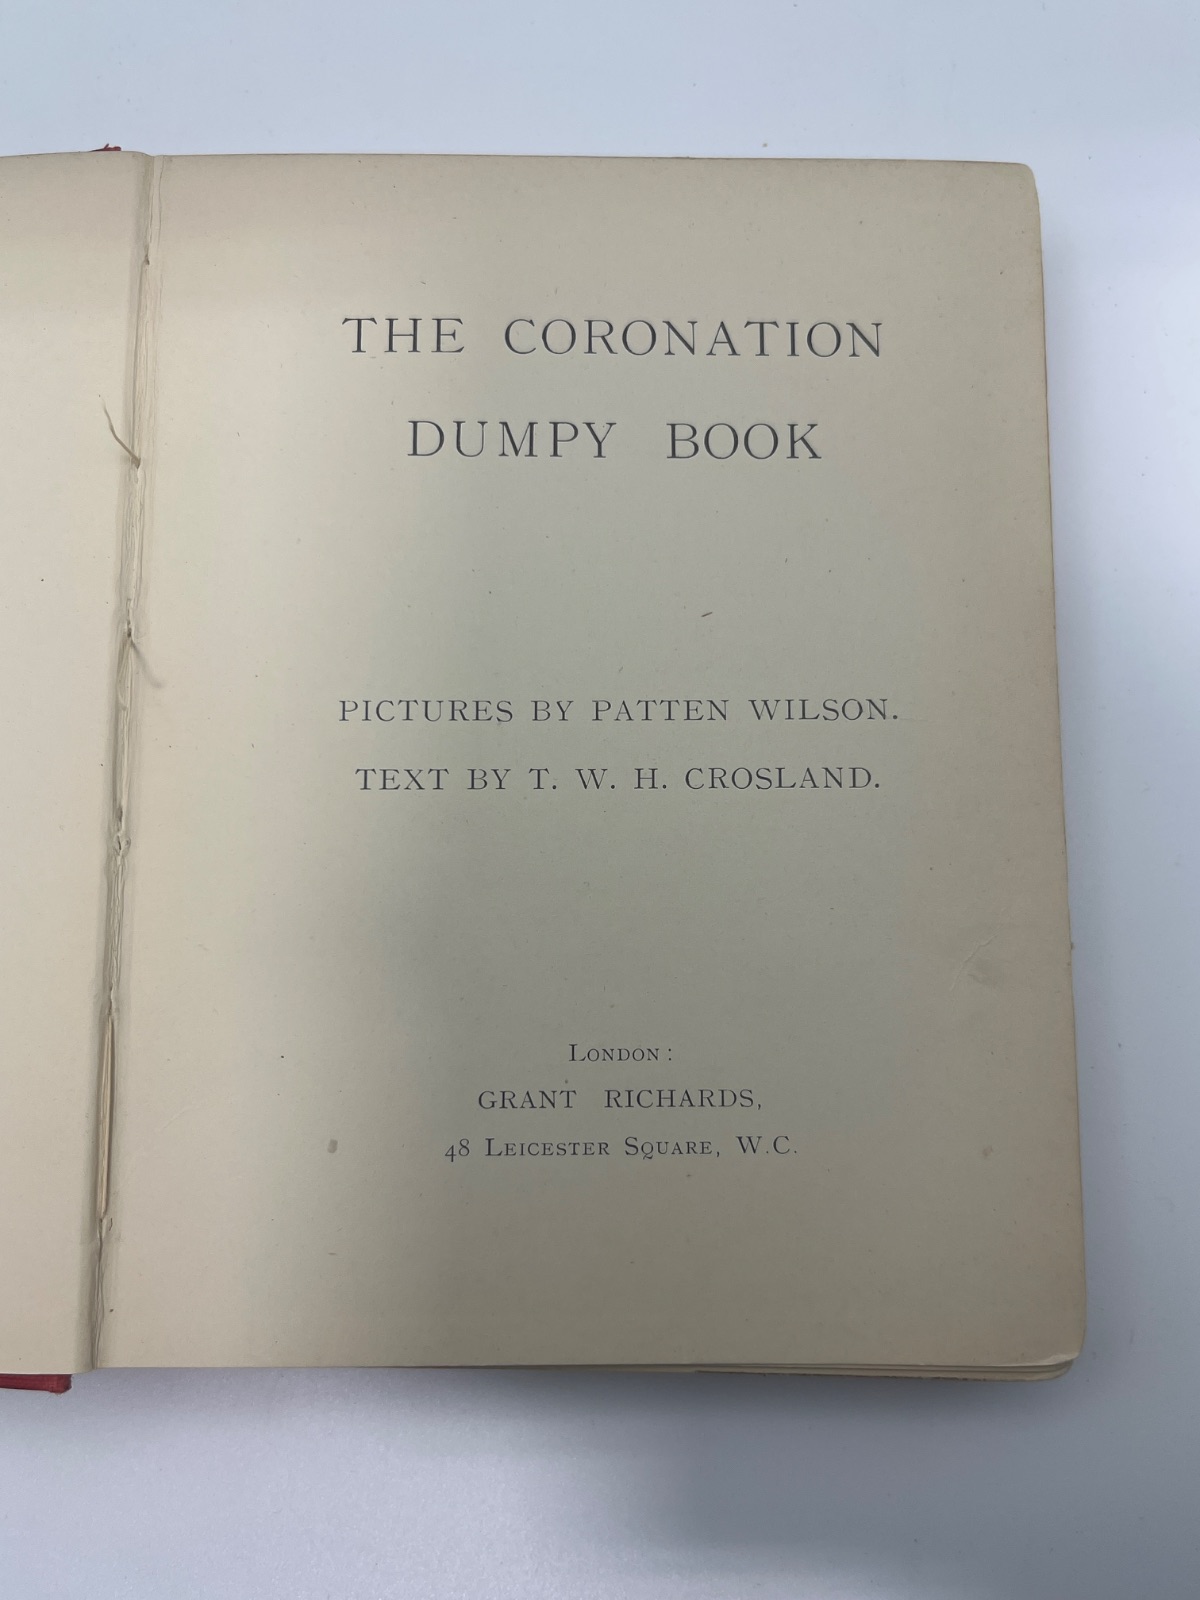 THE CORONATION
DUMPY BOOK
PICTURES BY PATTEN WILSON.
TEXT BY T. W. H. CROSLAND.
LONDON:
GRANT RICHARDS,
48 LEICESTER SQUARE, W.C.